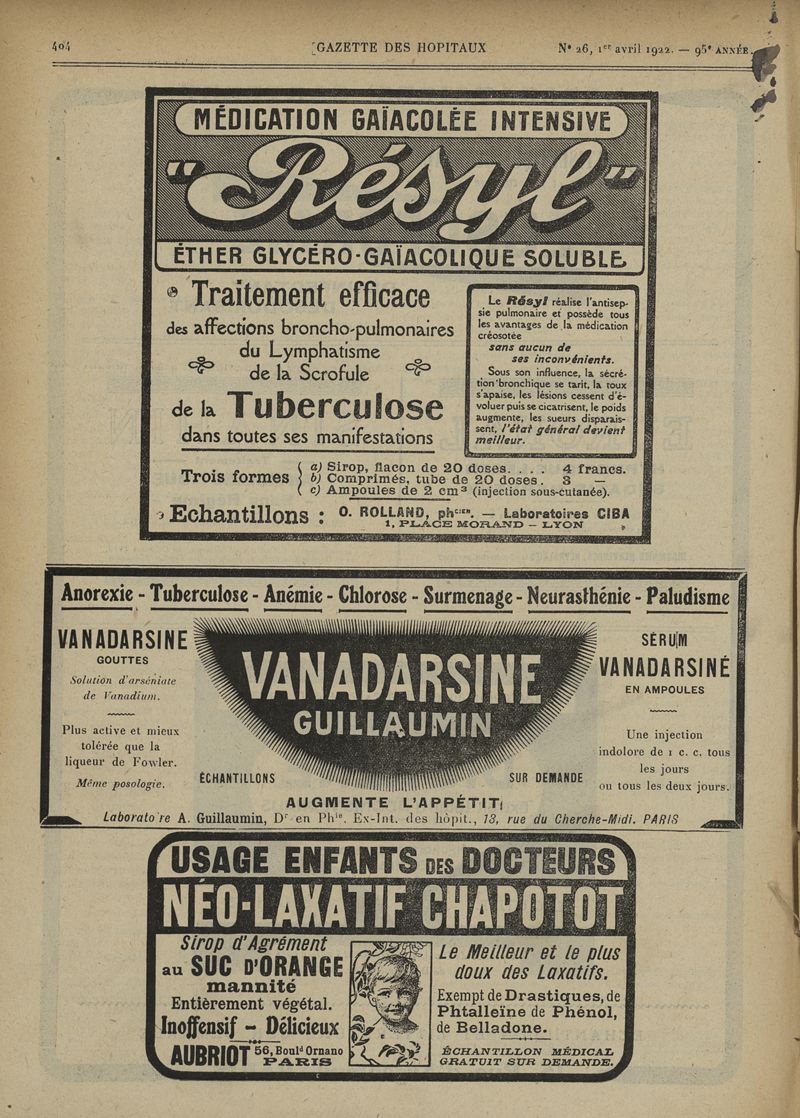 404
[GAZETTE DES HOPITAUX
Nº 26, 1er avril 1922. — 95e ANNÉE.
MÉDICATION GAÏACOLÉE INTENSIVE
"Résyl"
ÉTHER GLYCÉRO-GAÏACOLIQUE SOLUBLE
Traitement efficace
des affections broncho-pulmonaires
du Lymphatisme
de la Scrofule
de la Tuberculose
dans toutes ses manifestations
Le Résyl réalise l'antisep-
sie pulmonaire et possède tous
les avantages de la médication
créosotée
sans aucun de
ses inconvénients.
Sous son influence, la sécré-
tion bronchique se tarit, la toux
s'apaise, les lésions cessent d'é-
voluer puis se cicatrisent, le poids
augmente, les sueurs disparais-
sent, l'état général devient
meilleur.
Trois formes
a) Sirop, flacon de 20 doses. . . . 4 francs.
b) Comprimés, tube de 20 doses. 3 —
c) Ampoules de 2 cm³ (injection sous-cutanée).
Echantillons : O. ROLLAND, phcien. — Laboratoires CIBA
1, PLACE MORAND — LYON
Anorexie - Tuberculose - Anémie - Chlorose - Surmenage - Neurasthénie - Paludisme
VANADARSINE
GOUTTES
Solution d'arséniate
de Vanadium.
Plus active et mieux
tolérée que la
liqueur de Fowler.
Même posologie.
VANADARSINE
GUILLAUMIN
ÉCHANTILLONS
SUR DEMANDE
SÉRUM
VANADARSINÉ
EN AMPOULES
Une injection
indolore de 1 c. c. tous
les jours
ou tous les deux jours.
AUGMENTE L'APPÉTIT
Laborato re A. Guillaumin, Dr en Phie. Ex-Int. des hôpit., 13, rue du Cherche-Midi. PARIS
USAGE ENFANTS DES DOCTEURS
NÉO-LAXATIF CHAPOTOT
Sirop d'Agrément
au SUC D'ORANGE
mannité
Entièrement végétal.
Inoffensif - Délicieux
AUBRIOT 56, Bould Ornano
PARIS
Le Meilleur et le plus
doux des Laxatifs.
Exempt de Drastiques, de
Phtalleïne de Phénol,
de Belladone.
ÉCHANTILLON MÉDICAL
GRATUIT SUR DEMANDE.